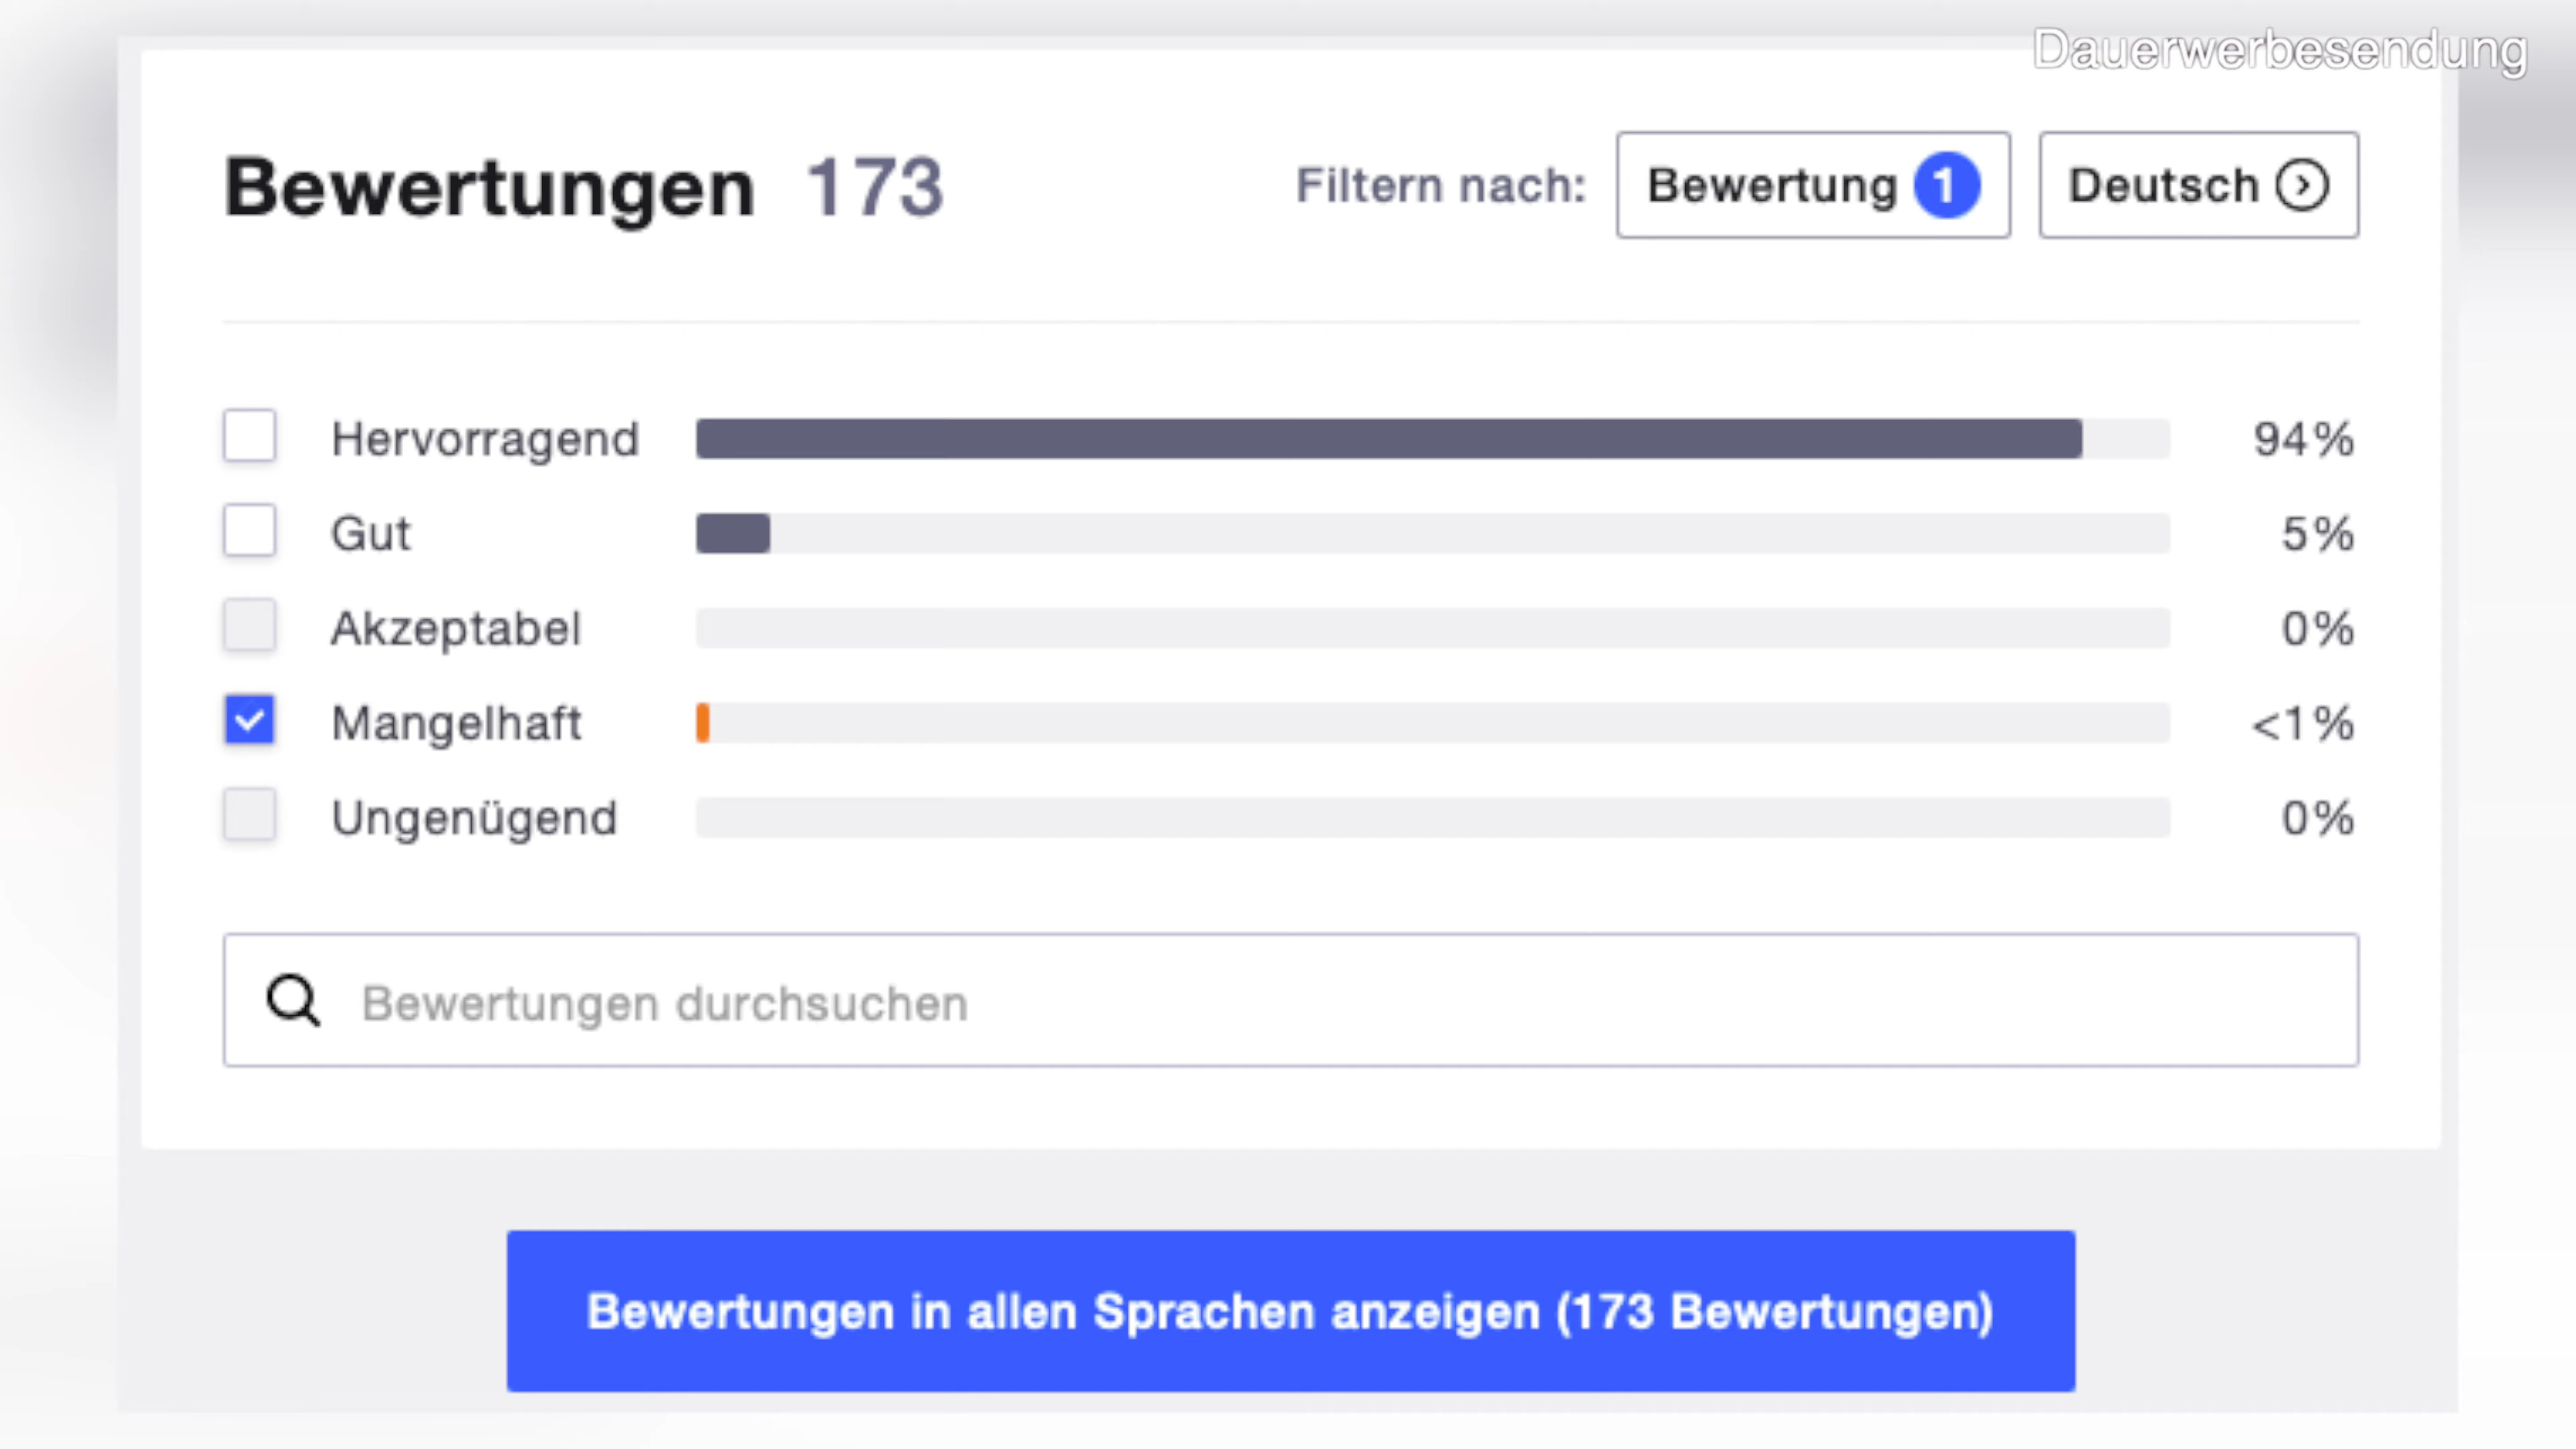 Dauerwerbesendung
Bewertungen 173 Filtern nach: Bewertung 1 Deutsch
Hervorragend 94%
Gut 5%
Akzeptabel 0%
Mangelhaft <1%
Ungenügend 0%
Bewertungen durchsuchen
Bewertungen in allen Sprachen anzeigen (173 Bewertungen)